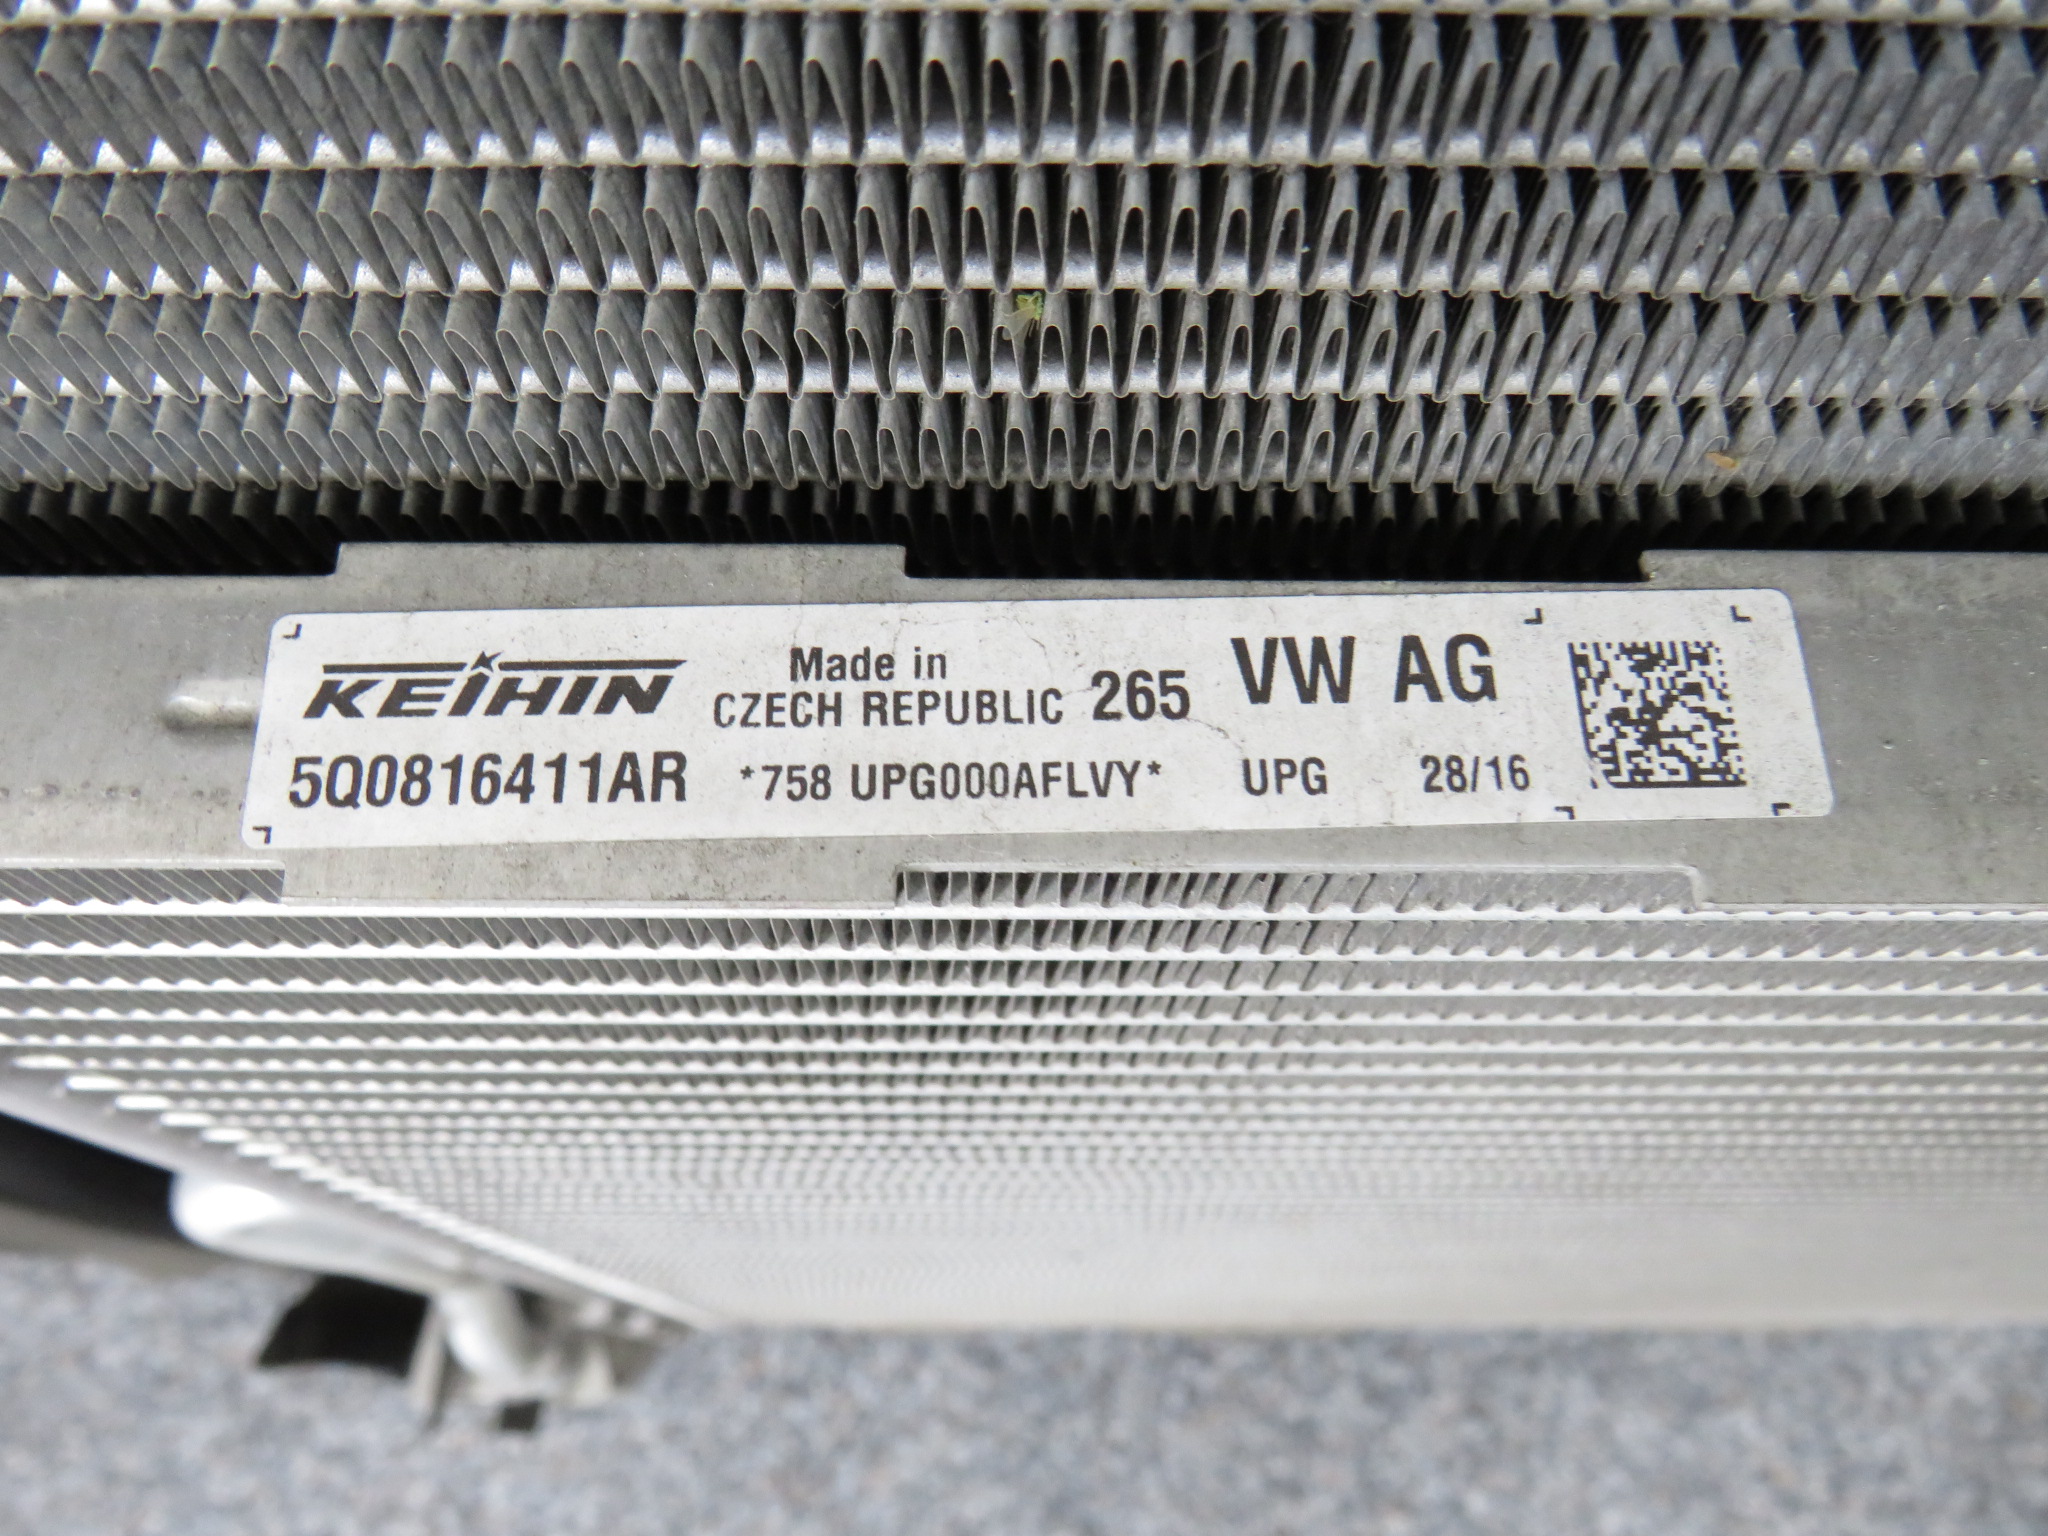 KEIHIN
Made in
CZECH REPUBLIC 265 VW AG
5Q0816411AR *758 UPG000AFLVY* UPG 28/16